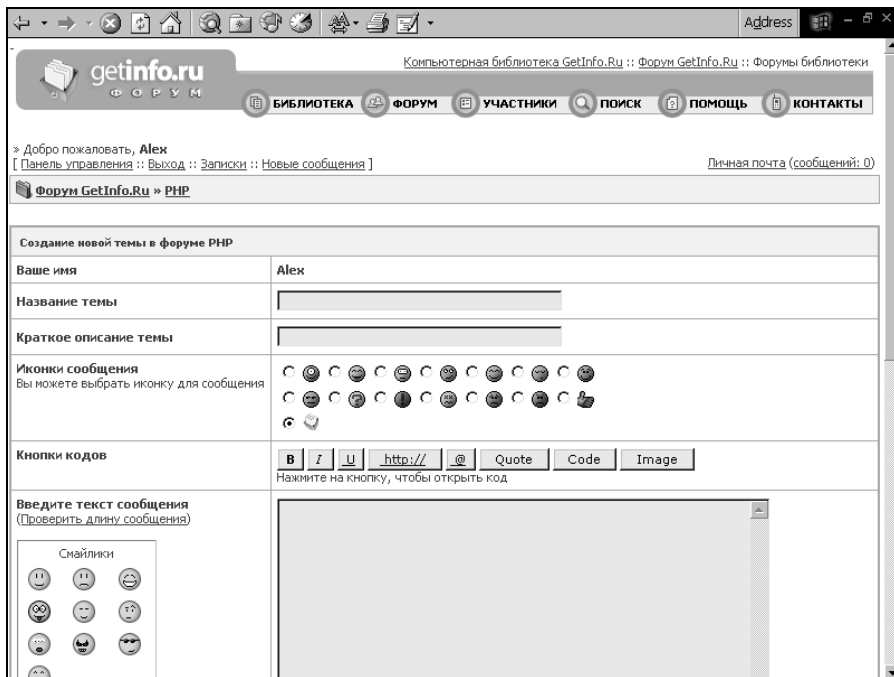 Address
Компьютерная библиотека GetInfo.Ru :: Форум GetInfo.Ru :: Форумы библиотеки
getinfo.ru
ФОРУМ
БИБЛИОТЕКА ФОРУМ УЧАСТНИКИ ПОИСК ПОМОЩЬ КОНТАКТЫ
» Добро пожаловать, Alex
[ Панель управления :: Выход :: Записки :: Новые сообщения ]
Личная почта (сообщений: 0)
Форум GetInfo.Ru » PHP
Создание новой темы в форуме PHP
Ваше имя Alex
Название темы
Краткое описание темы
Иконки сообщения
Вы можете выбрать иконку для сообщения
Кнопки кодов B I U http:// @ Quote Code Image
Нажмите на кнопку, чтобы открыть код
Введите текст сообщения
(Проверить длину сообщения)
Смайлики